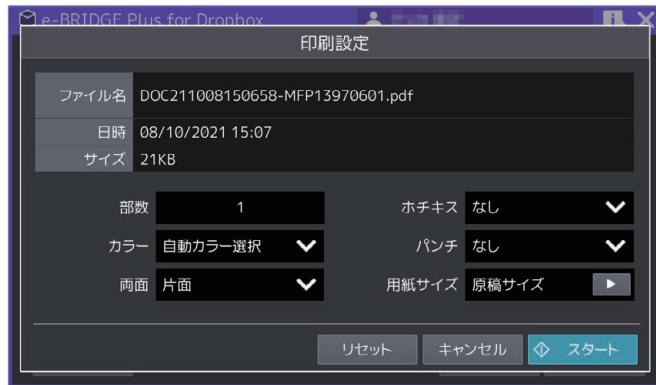 e-BRIDGE Plus for Dropbox
印刷設定
ファイル名 DOC211008150658-MFP13970601.pdf
日時 08/10/2021 15:07
サイズ 21KB
部数 1 ホチキス なし
カラー 自動カラー選択 パンチ なし
両面 片面 用紙サイズ 原稿サイズ
リセット キャンセル スタート